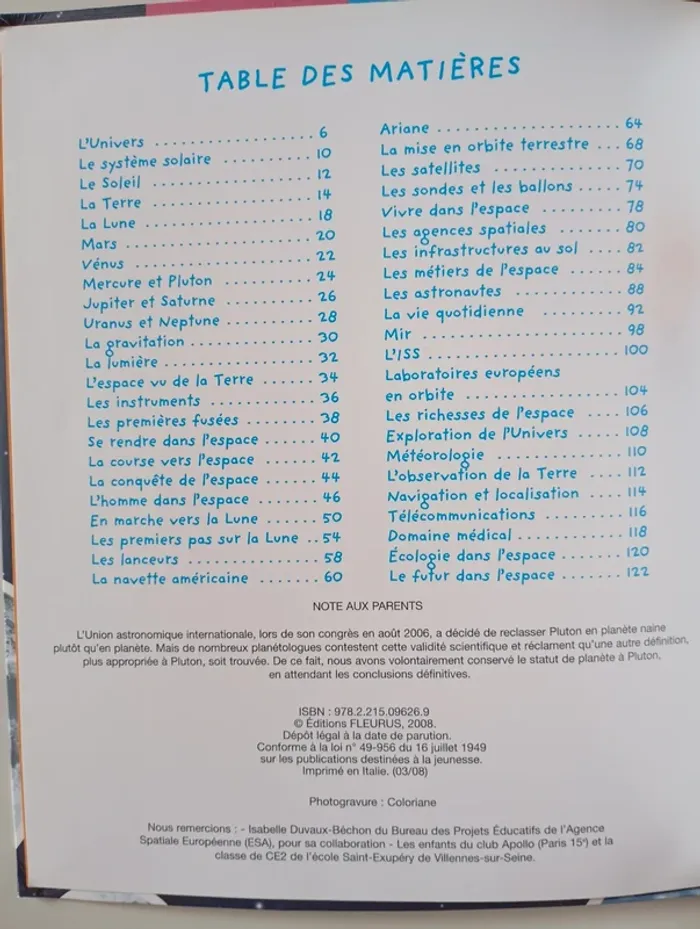 TABLE DES MATIÈRES
L'Univers .................. 6
Le système solaire .......... 10
Le Soleil .................. 12
La Terre .................. 14
La Lune .................. 18
Mars .................. 20
Vénus .................. 22
Mercure et Pluton .......... 24
Jupiter et Saturne .......... 26
Uranus et Neptune .......... 28
La gravitation .............. 30
La lumière .................. 32
L'espace vu de la Terre ...... 34
Les instruments .............. 36
Les premières fusées ........ 38
Se rendre dans l'espace ...... 40
La course vers l'espace ...... 42
La conquête de l'espace ...... 44
L'homme dans l'espace ....... 46
En marche vers la Lune ...... 50
Les premiers pas sur la Lune .. 54
Les lanceurs ................ 58
La navette américaine ....... 60
Ariane .................... 64
La mise en orbite terrestre ... 68
Les satellites .............. 70
Les sondes et les ballons ..... 74
Vivre dans l'espace ......... 78
Les agences spatiales ....... 80
Les infrastructures au sol .... 82
Les métiers de l'espace ...... 84
Les astronautes ............ 88
La vie quotidienne ......... 92
Mir ...................... 98
L'ISS .................... 100
Laboratoires européens
en orbite ................ 104
Les richesses de l'espace .... 106
Exploration de l'Univers ..... 108
Météorologie .............. 110
L'observation de la Terre .... 112
Navigation et localisation .... 114
Télécommunications ......... 116
Domaine médical ............ 118
Écologie dans l'espace ....... 120
Le futur dans l'espace ....... 122
NOTE AUX PARENTS
L'Union astronomique internationale, lors de son congrès en août 2006, a décidé de reclasser Pluton en planète naine
plutôt qu'en planète. Mais de nombreux planétologues contestent cette validité scientifique et réclament qu'une autre définition,
plus appropriée à Pluton, soit trouvée. De ce fait, nous avons volontairement conservé le statut de planète à Pluton,
en attendant les conclusions définitives.
ISBN : 978.2.215.09626.9
© Éditions FLEURUS, 2008.
Dépôt légal à la date de parution.
Conforme à la loi n° 49-956 du 16 juillet 1949
sur les publications destinées à la jeunesse.
Imprimé en Italie. (03/08)
Photogravure : Coloriane
Nous remercions : - Isabelle Duvaux-Béchon du Bureau des Projets Éducatifs de l'Agence
Spatiale Européenne (ESA), pour sa collaboration - Les enfants du club Apollo (Paris 15e) et la
classe de CE2 de l'école Saint-Exupéry de Villennes-sur-Seine.